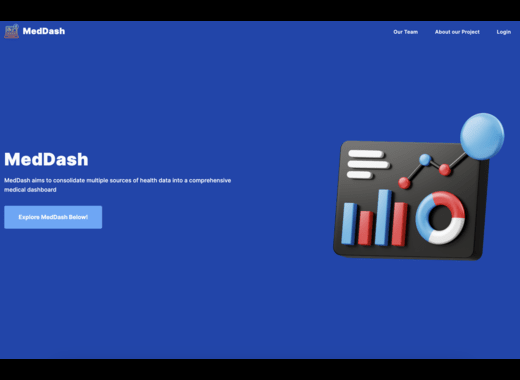 MedDash
Our Team
About our Project
Login
MedDash
MedDash aims to consolidate multiple sources of health data into a comprehensive
medical dashboard
Explore MedDash Below!